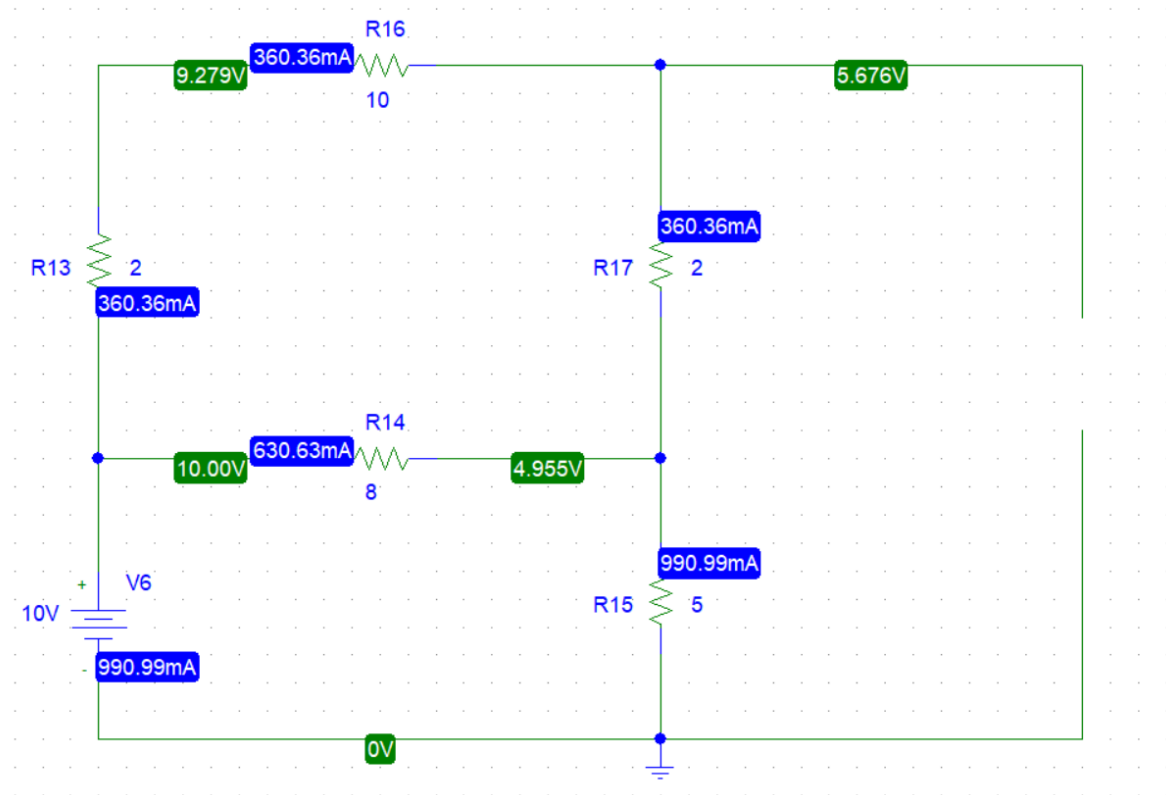 R16
360.36mA
9.279V
5.676V
10
360.36mA
R13 2
R17 2
360.36mA
R14
630.63mA
10.00V
4.955V
8
990.99mA
+ V6
10V
R15 5
- 990.99mA
0V